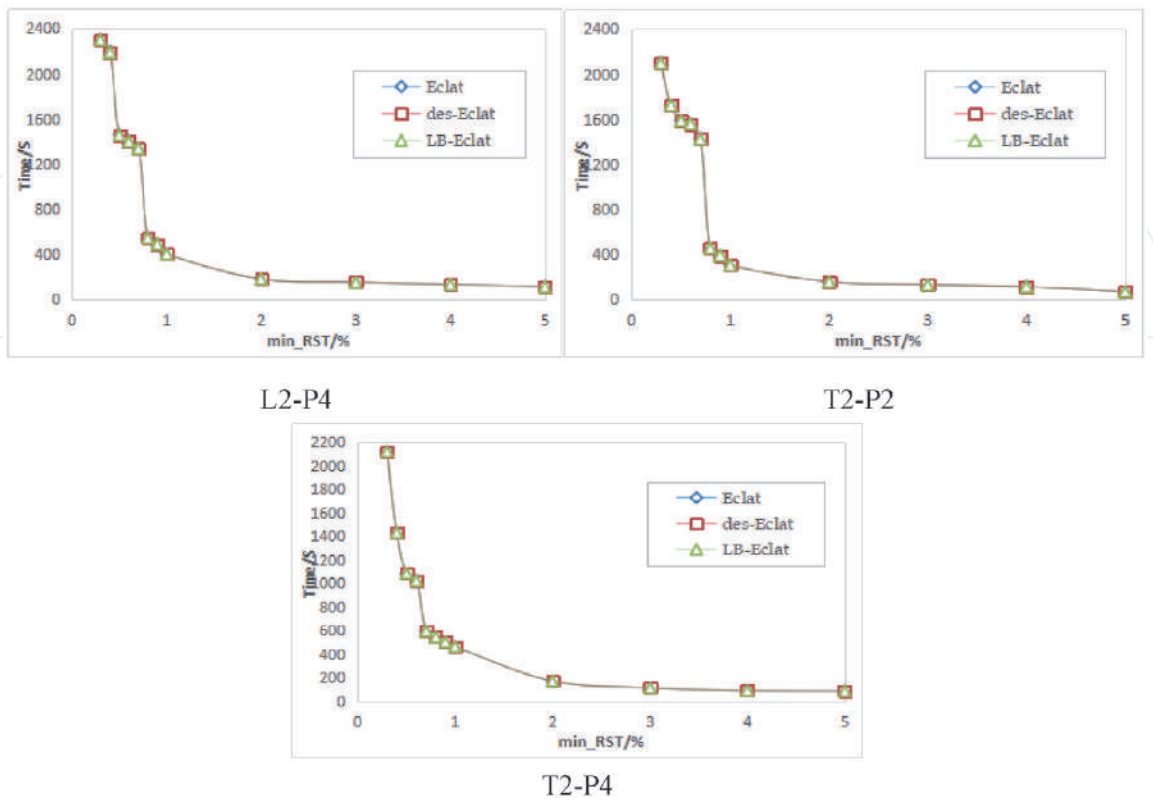 2400
2000
1600
1200
800
400
0
Time/S
Eclat
des-Eclat
LB-Eclat
0 1 2 3 4 5
min_RST/%
L2-P4
2400
2000
1600
1200
800
400
0
Time/S
Eclat
des-Eclat
LB-Eclat
0 1 2 3 4 5
min_RST/%
T2-P2
2200
2000
1800
1600
1400
1200
1000
800
600
400
200
0
Time/S
Eclat
des-Eclat
LB-Eclat
0 1 2 3 4 5
min_RST/%
T2-P4